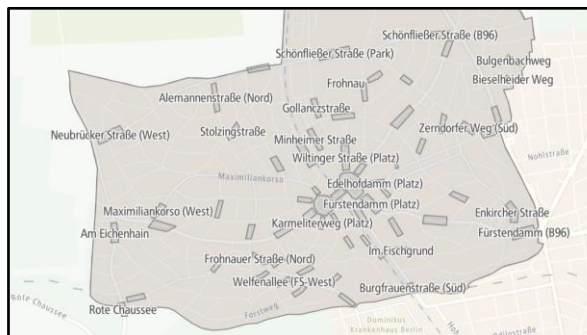 Schönfließer Straße (B96)
Schönfließer Straße (Park)
Bulgenbachweg
Frohnau
Bieselheider Weg
Alemannenstraße (Nord)
Gollanczstraße
Neubrücker Straße (West)
Stolzingstraße
Zerndorfer Weg (Süd)
Minheimer Straße
Nohlstraße
Wiltinger Straße (Platz)
Maximiliankorso
Edelhofdamm (Platz)
Fürstendamm (Platz)
Maximiliankorso (West)
Enkircher Straße
Karmeliterweg (Platz)
Am Eichenhain
Fürstendamm (B96)
Im Fischgrund
Frohnauer Straße (Nord)
Welfenallee (FS-West)
Burgfrauenstraße (Süd)
Rote Chaussee
Rote Chaussee
Forstweg
Dominikus
Krankenhaus Berlin